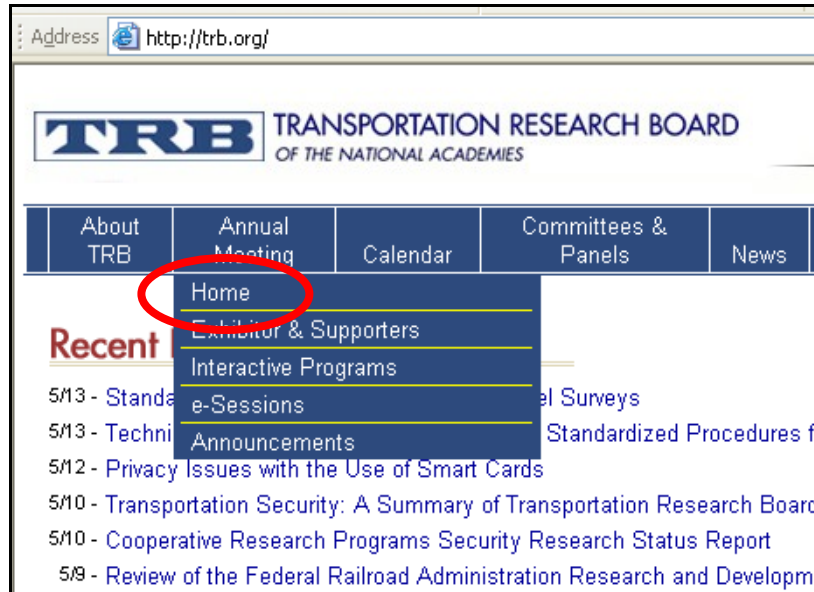 Address http://trb.org/
TRB TRANSPORTATION RESEARCH BOARD
OF THE NATIONAL ACADEMIES
About TRB
Annual Meeting
Calendar
Committees & Panels
News
Home
Exhibitor & Supporters
Interactive Programs
e-Sessions
Announcements
Recent
5/13 - Standa el Surveys
5/13 - Techni Standardized Procedures f
5/12 - Privacy Issues with the Use of Smart Cards
5/10 - Transportation Security: A Summary of Transportation Research Board
5/10 - Cooperative Research Programs Security Research Status Report
5/9 - Review of the Federal Railroad Administration Research and Developm